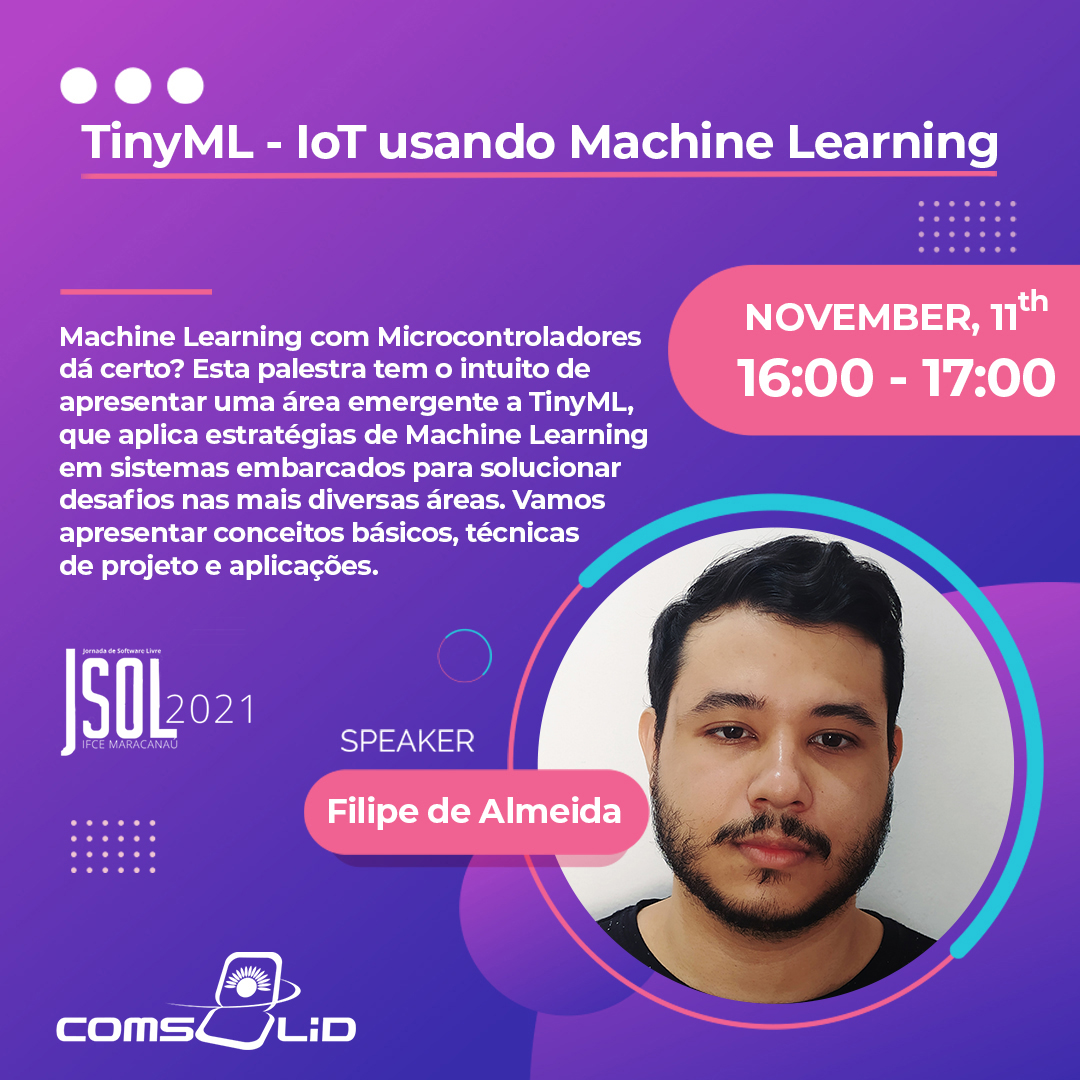 TinyML - IoT usando Machine Learning
NOVEMBER, 11th
16:00 - 17:00
Machine Learning com Microcontroladores
dá certo? Esta palestra tem o intuito de
apresentar uma área emergente a TinyML,
que aplica estratégias de Machine Learning
em sistemas embarcados para solucionar
desafios nas mais diversas áreas. Vamos
apresentar conceitos básicos, técnicas
de projeto e aplicações.
Jornada de Software Livre
JSOL 2021
IFCE MARACANAÚ
SPEAKER
Filipe de Almeida
COMSOLiD